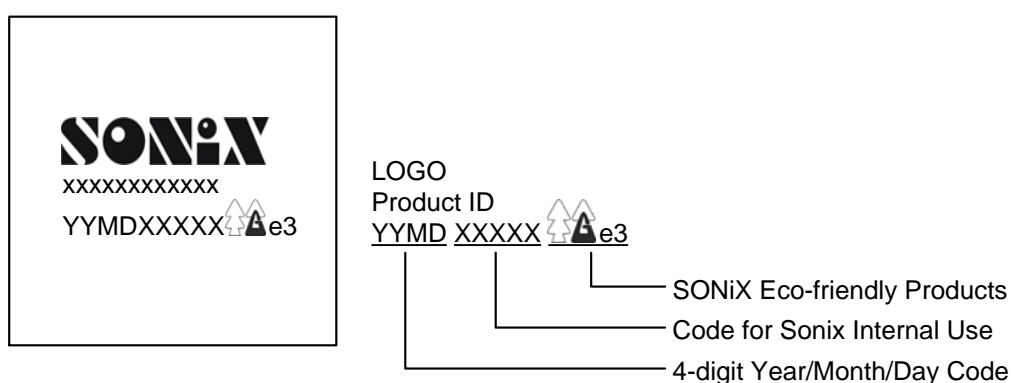 SONiX
xxxxxxxxxxxx
YYMDXXXXX e3
LOGO
Product ID
YYMD XXXXX e3
SONiX Eco-friendly Products
Code for Sonix Internal Use
4-digit Year/Month/Day Code